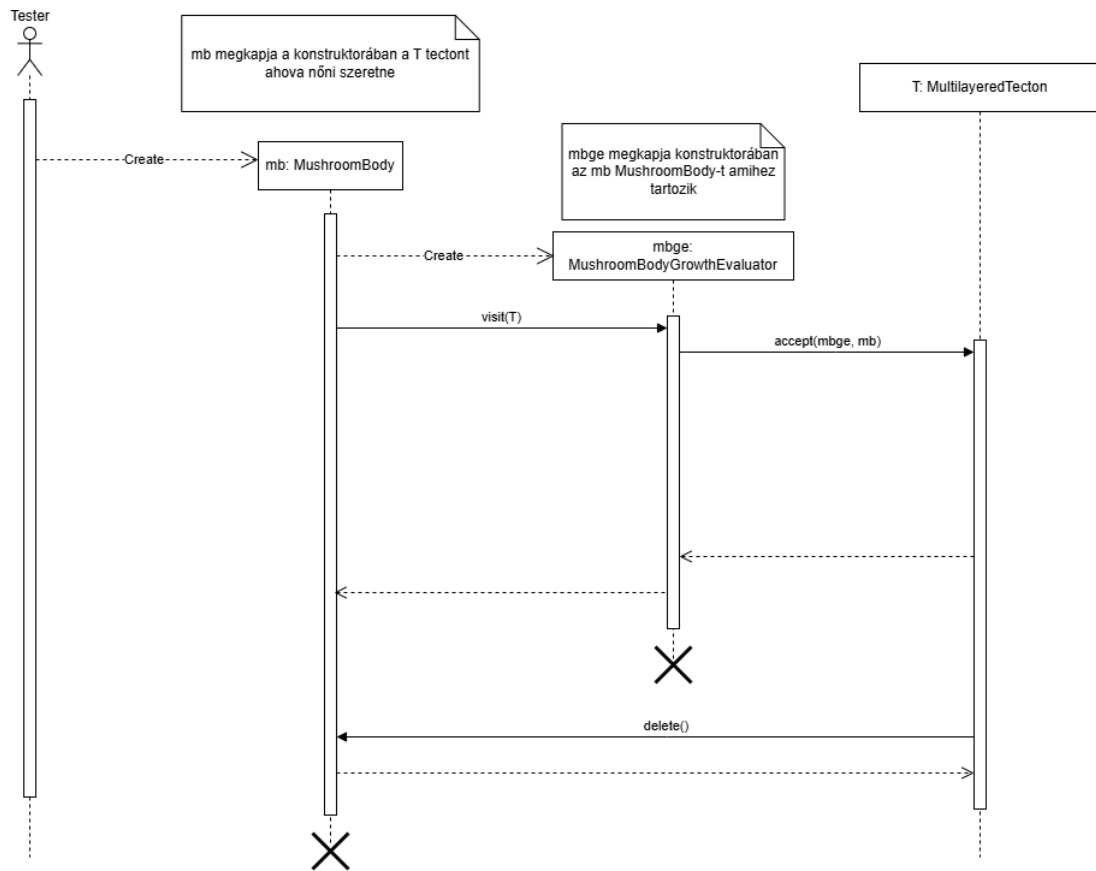 Tester
mb megkapja a konstruktorában a T tectont
ahova nőni szeretne
T: MultilayeredTecton
Create
mb: MushroomBody
mbge megkapja konstruktorában
az mb MushroomBody-t amihez
tartozik
Create
mbge:
MushroomBodyGrowthEvaluator
visit(T)
accept(mbge, mb)
delete()